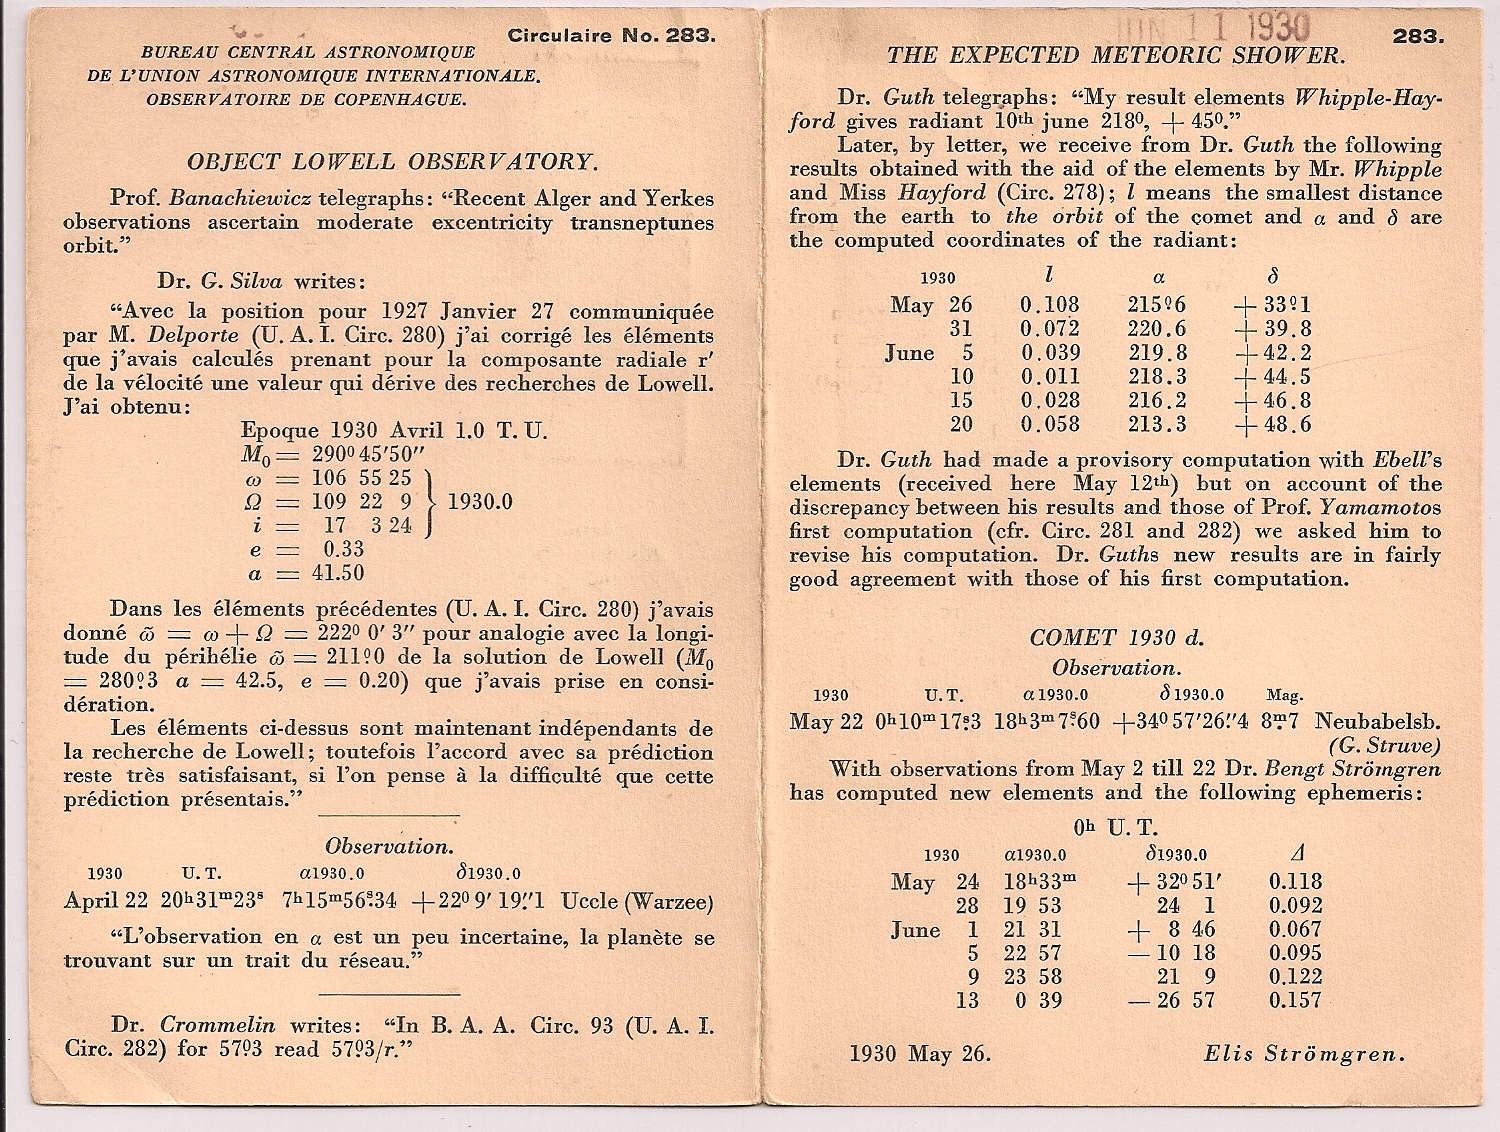 Circulaire No. 283.
BUREAU CENTRAL ASTRONOMIQUE
DE L'UNION ASTRONOMIQUE INTERNATIONALE.
OBSERVATOIRE DE COPENHAGUE.
OBJECT LOWELL OBSERVATORY.
Prof. Banachiewicz telegraphs: “Recent Alger and Yerkes
observations ascertain moderate excentricity transneptunes
orbit.”
Dr. G. Silva writes:
“Avec la position pour 1927 Janvier 27 communiquée
par M. Delporte (U. A. I. Circ. 280) j'ai corrigé les éléments
que j'avais calculés prenant pour la composante radiale r'
de la vélocité une valeur qui dérive des recherches de Lowell.
J'ai obtenu:
Epoque 1930 Avril 1.0 T. U.
M₀ = 290⁰ 45′ 50″
ω = 106 55 25
Ω = 109 22 9 } 1930.0
i = 17 3 24
e = 0.33
a = 41.50
Dans les éléments précédentes (U. A. I. Circ. 280) j'avais
donné ω̃ = ω + Ω = 222⁰ 0′ 3″ pour analogie avec la longi-
tude du périhélie ω̃ = 211⁰.0 de la solution de Lowell (M₀
= 280⁰.3 a = 42.5, e = 0.20) que j'avais prise en consi-
dération.
Les éléments ci-dessus sont maintenant indépendants de
la recherche de Lowell; toutefois l'accord avec sa prédiction
reste très satisfaisant, si l'on pense à la difficulté que cette
prédiction présentais.”
Observation.
1930 U. T. α1930.0 δ1930.0
April 22 20ʰ31ᵐ23ˢ 7ʰ15ᵐ56ˢ.34 +22⁰ 9′ 19″.1 Uccle (Warzee)
“L'observation en α est un peu incertaine, la planète se
trouvant sur un trait du réseau.”
Dr. Crommelin writes: “In B. A. A. Circ. 93 (U. A. I.
Circ. 282) for 57⁰.3 read 57⁰.3/r.”
JUN 11 1930
283.
THE EXPECTED METEORIC SHOWER.
Dr. Guth telegraphs: “My result elements Whipple-Hay-
ford gives radiant 10ᵗʰ june 218⁰, + 45⁰.”
Later, by letter, we receive from Dr. Guth the following
results obtained with the aid of the elements by Mr. Whipple
and Miss Hayford (Circ. 278); l means the smallest distance
from the earth to the orbit of the comet and α and δ are
the computed coordinates of the radiant:
1930 l α δ
May 26 0.108 215⁰.6 + 33⁰.1
31 0.072 220.6 + 39.8
June 5 0.039 219.8 + 42.2
10 0.011 218.3 + 44.5
15 0.028 216.2 + 46.8
20 0.058 213.3 + 48.6
Dr. Guth had made a provisory computation with Ebell's
elements (received here May 12ᵗʰ) but on account of the
discrepancy between his results and those of Prof. Yamamotos
first computation (cfr. Circ. 281 and 282) we asked him to
revise his computation. Dr. Guths new results are in fairly
good agreement with those of his first computation.
COMET 1930 d.
Observation.
1930 U. T. α1930.0 δ1930.0 Mag.
May 22 0ʰ10ᵐ17ˢ.3 18ʰ3ᵐ7ˢ.60 +34⁰ 57′ 26″.4 8ᵐ.7 Neubabelsb.
(G. Struve)
With observations from May 2 till 22 Dr. Bengt Strömgren
has computed new elements and the following ephemeris:
0ʰ U. T.
1930 α1930.0 δ1930.0 Δ
May 24 18ʰ33ᵐ + 32⁰ 51′ 0.118
28 19 53 24 1 0.092
June 1 21 31 + 8 46 0.067
5 22 57 — 10 18 0.095
9 23 58 21 9 0.122
13 0 39 — 26 57 0.157
1930 May 26. Elis Strömgren.